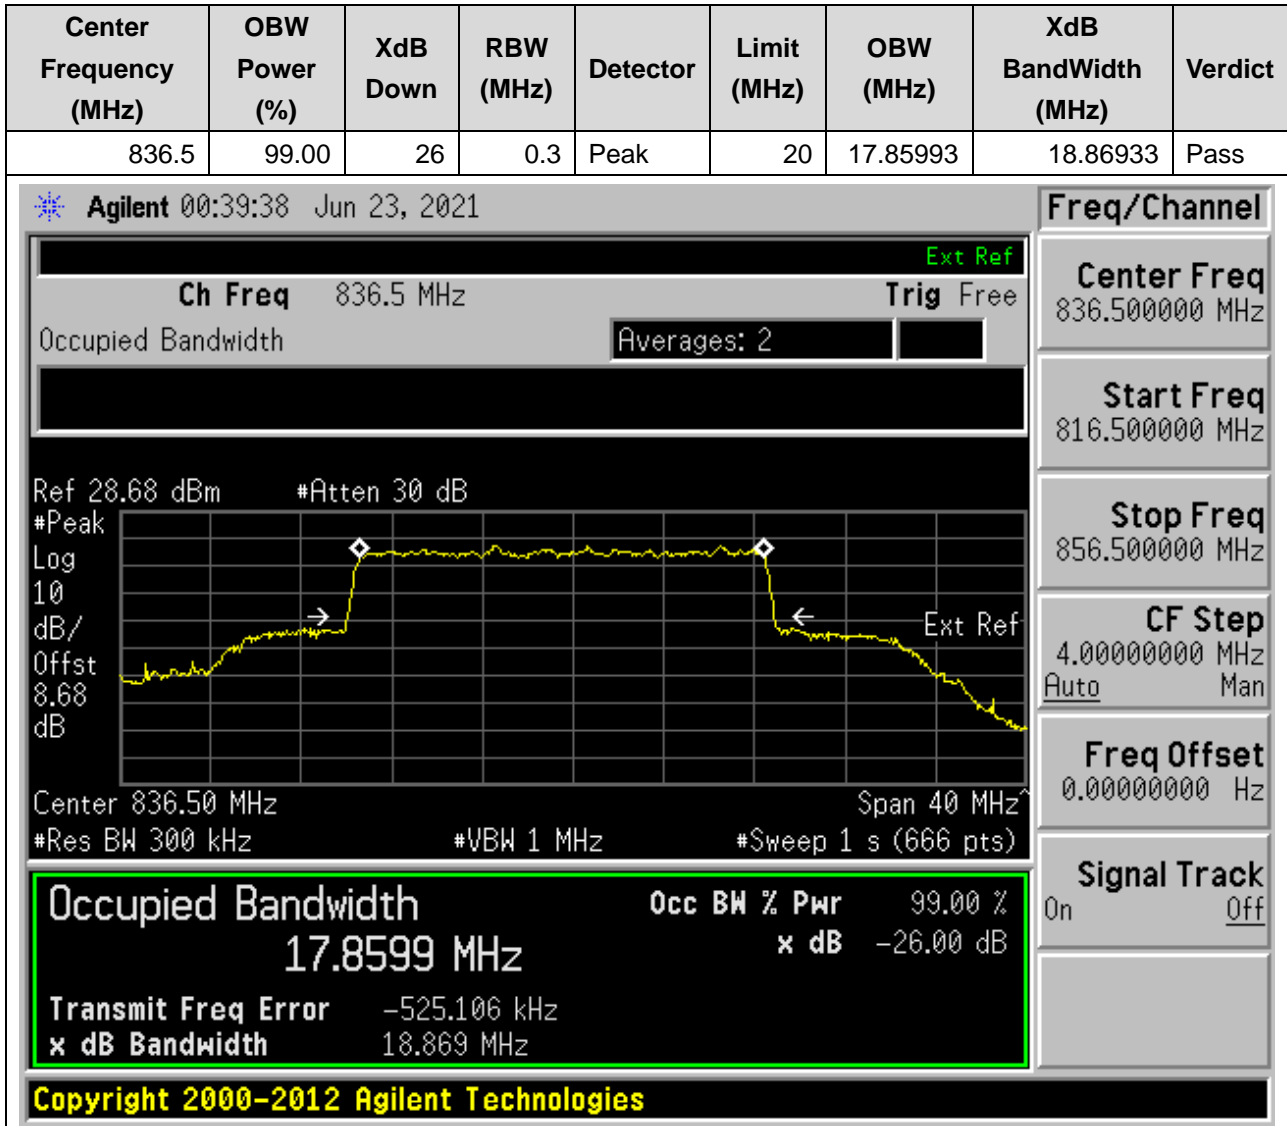 Center Frequency (MHz) OBW Power (%) XdB Down RBW (MHz) Detector Limit (MHz) OBW (MHz) XdB BandWidth (MHz) Verdict
836.5 99.00 26 0.3 Peak 20 17.85993 18.86933 Pass
Agilent 00:39:38 Jun 23, 2021
Freq/Channel
Ext Ref
Ch Freq 836.5 MHz Trig Free
Occupied Bandwidth Averages: 2
Center Freq
836.500000 MHz
Start Freq
816.500000 MHz
Stop Freq
856.500000 MHz
CF Step
4.00000000 MHz
Auto Man
Freq Offset
0.00000000 Hz
Signal Track
On Off
Ref 28.68 dBm #Atten 30 dB
#Peak
Log
10
dB/
Offst
8.68
dB
Ext Ref
Center 836.50 MHz Span 40 MHz^
#Res BW 300 kHz #VBW 1 MHz #Sweep 1 s (666 pts)
Occupied Bandwidth
17.8599 MHz
Occ BW % Pwr 99.00 %
x dB -26.00 dB
Transmit Freq Error -525.106 kHz
x dB Bandwidth 18.869 MHz
Copyright 2000-2012 Agilent Technologies